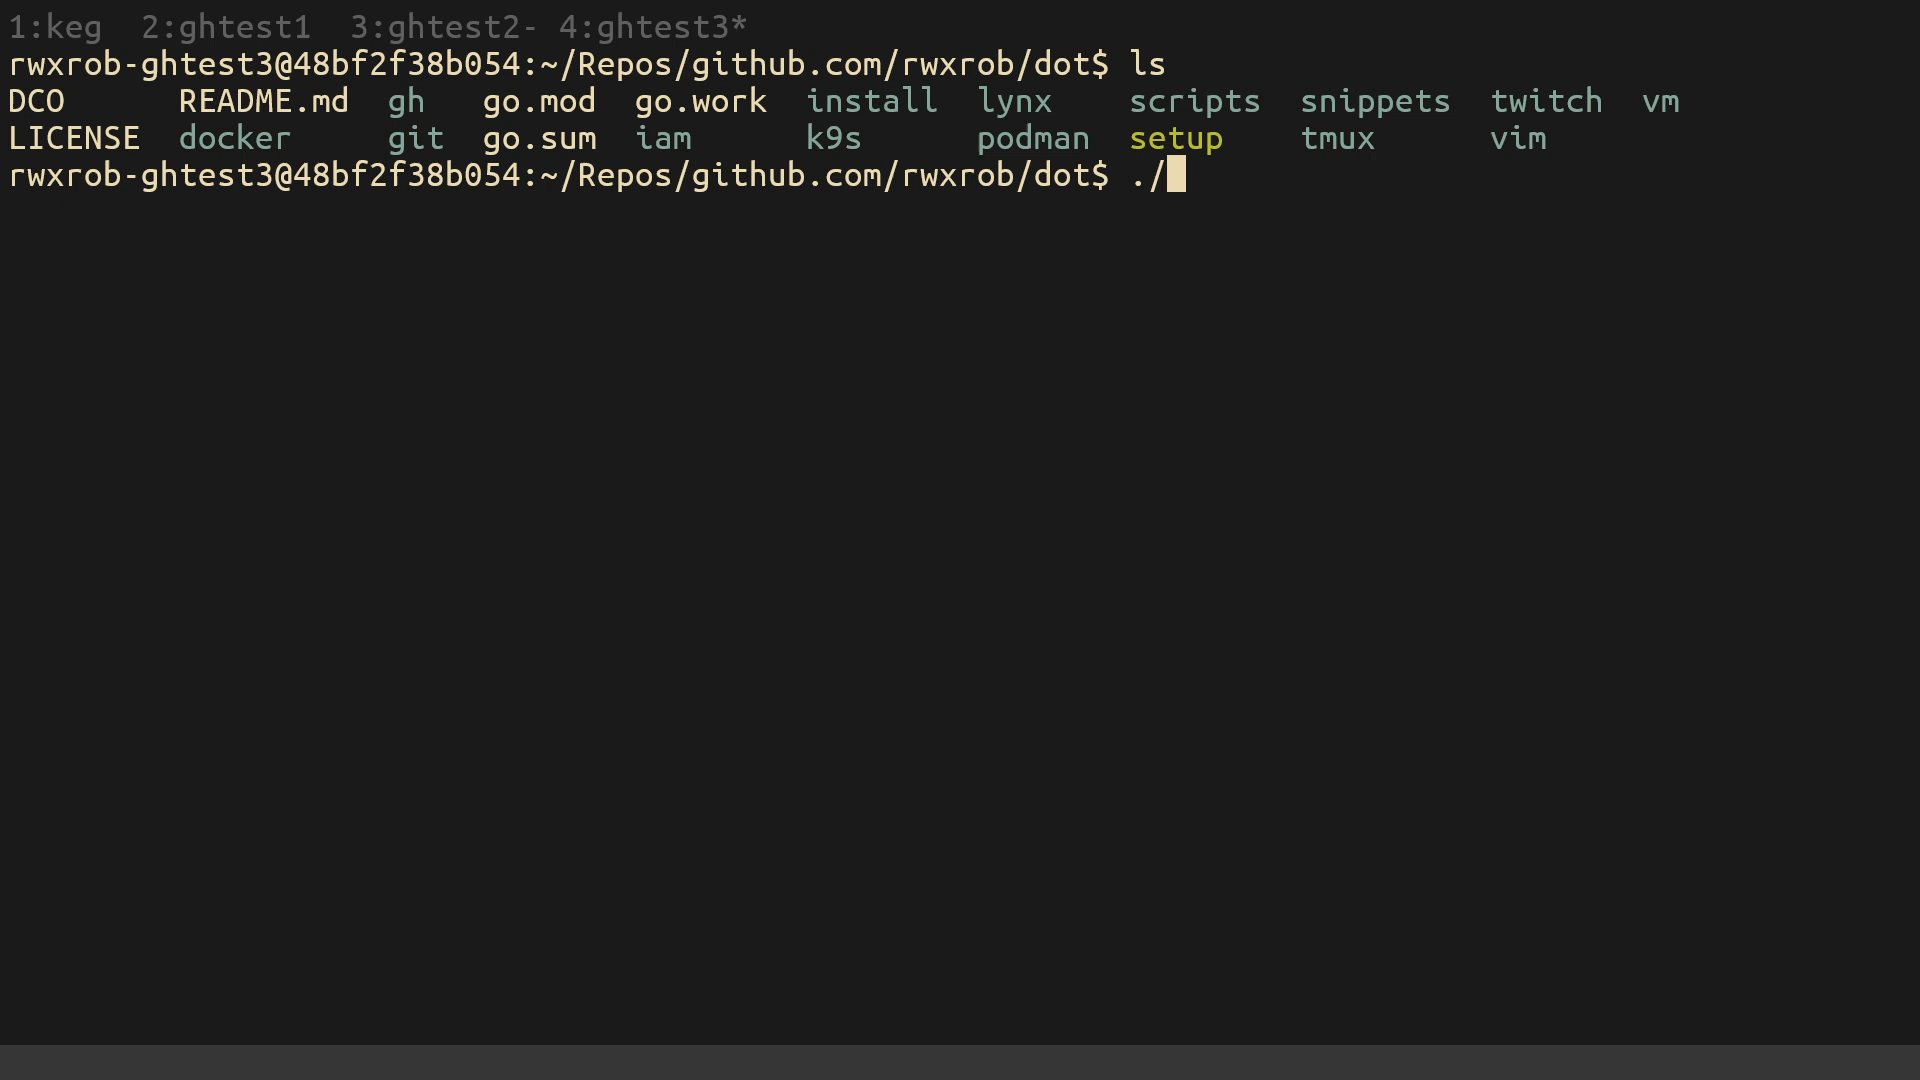 1:keg  2:ghtest1  3:ghtest2- 4:ghtest3*
rwxrob-ghtest3@48bf2f38b054:~/Repos/github.com/rwxrob/dot$ ls
DCO      README.md  gh   go.mod  go.work  install  lynx    scripts  snippets  twitch  vm
LICENSE  docker     git  go.sum  iam      k9s      podman  setup    tmux      vim
rwxrob-ghtest3@48bf2f38b054:~/Repos/github.com/rwxrob/dot$ ./